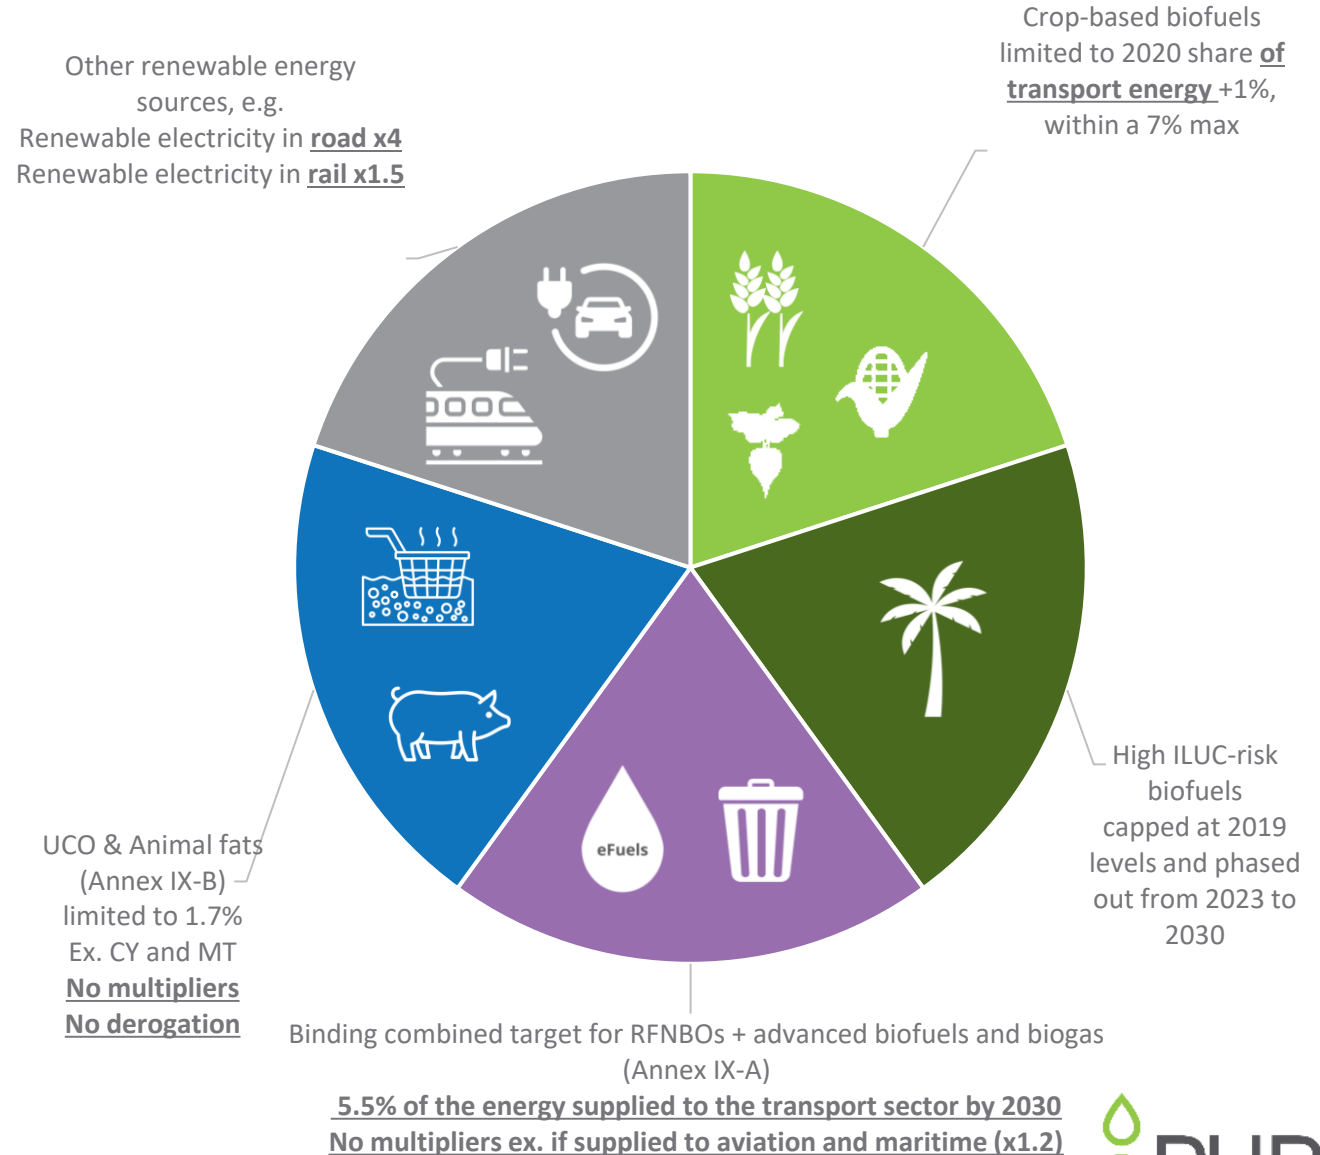 Crop-based biofuels
limited to 2020 share of
transport energy +1%,
within a 7% max
Other renewable energy
sources, e.g.
Renewable electricity in road x4
Renewable electricity in rail x1.5
High ILUC-risk
biofuels
capped at 2019
levels and phased
out from 2023 to
2030
eFuels
UCO & Animal fats
(Annex IX-B)
limited to 1.7%
Ex. CY and MT
No multipliers
No derogation
Binding combined target for RFNBOs + advanced biofuels and biogas
(Annex IX-A)
5.5% of the energy supplied to the transport sector by 2030
No multipliers ex. if supplied to aviation and maritime (x1.2)